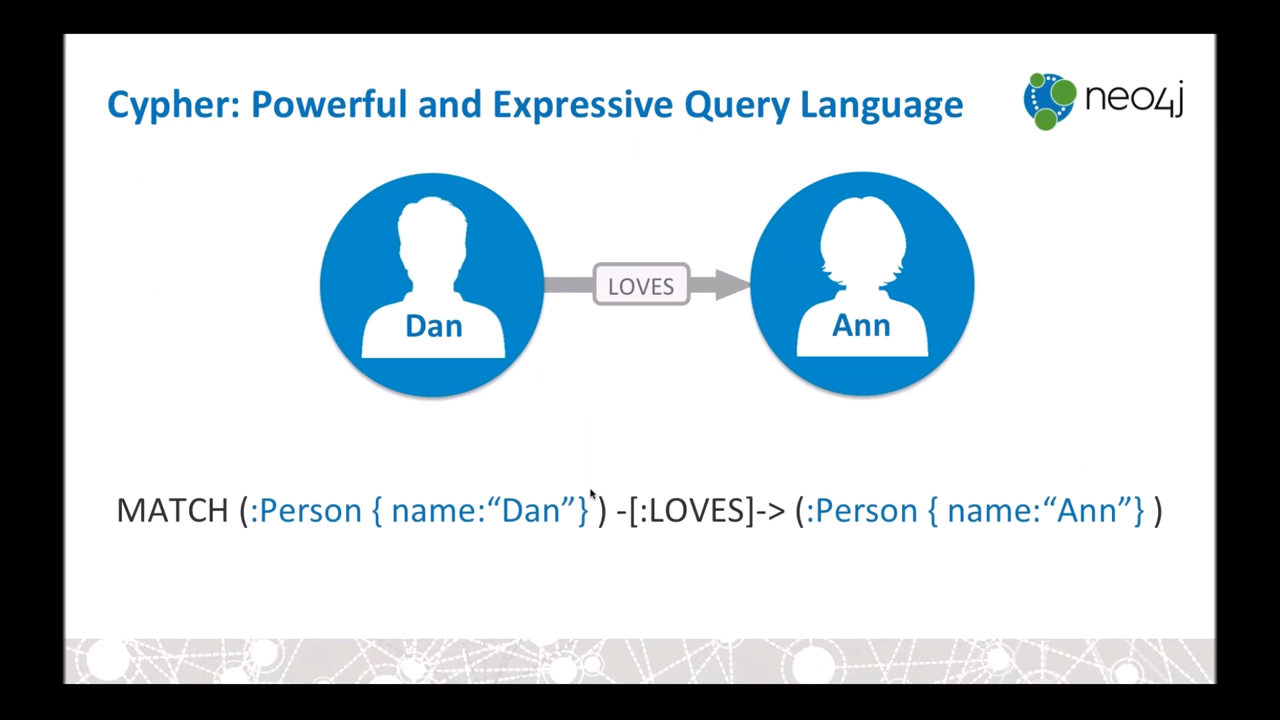 Cypher: Powerful and Expressive Query Language
neo4j
LOVES
Dan
Ann
MATCH (:Person { name:“Dan”} ) -[:LOVES]-> (:Person { name:“Ann”} )